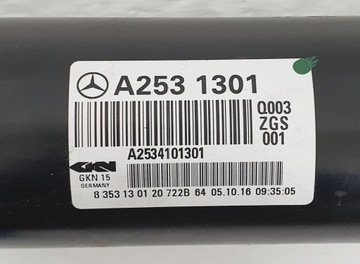 A253 1301
Q003
ZGS
001
A2534101301
GKN
GKN 15
GERMANY
8 353 13 01 20 722B 64 05.10.16 09:35:05